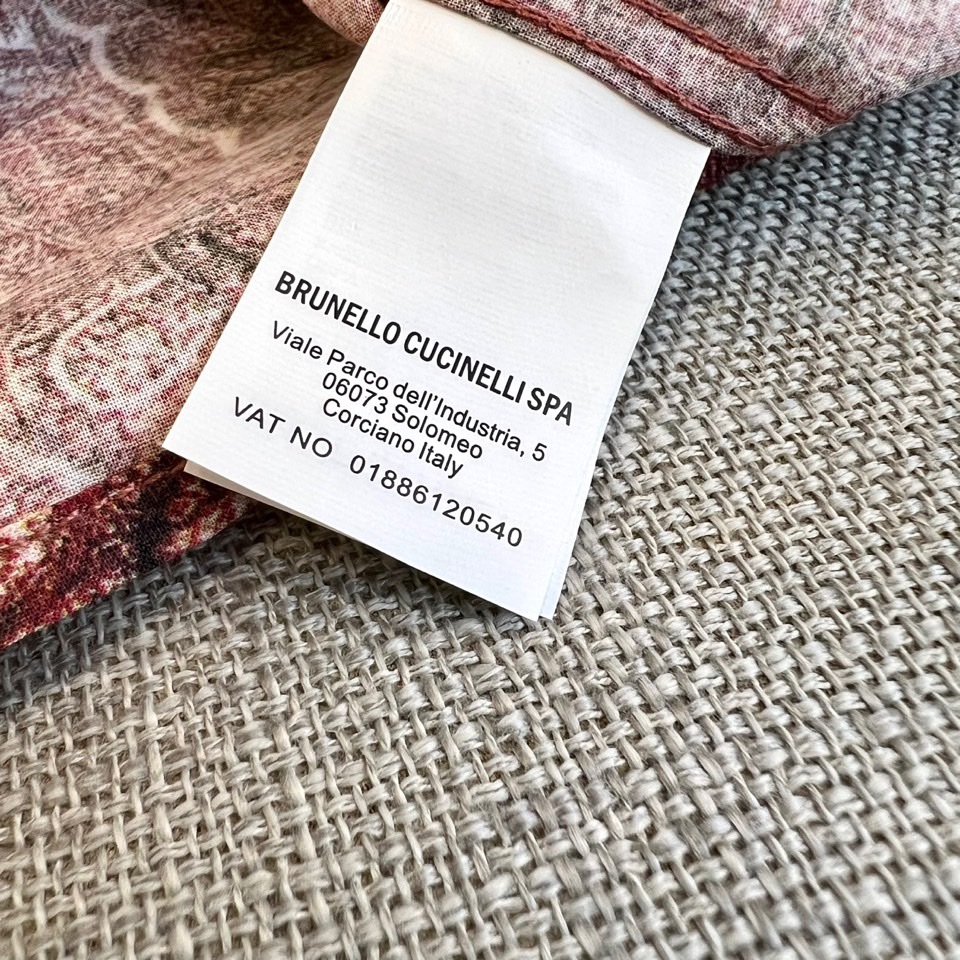 BRUNELLO CUCINELLI SPA
Viale Parco dell'Industria, 5
06073 Solomeo
Corciano Italy
VAT NO 01886120540